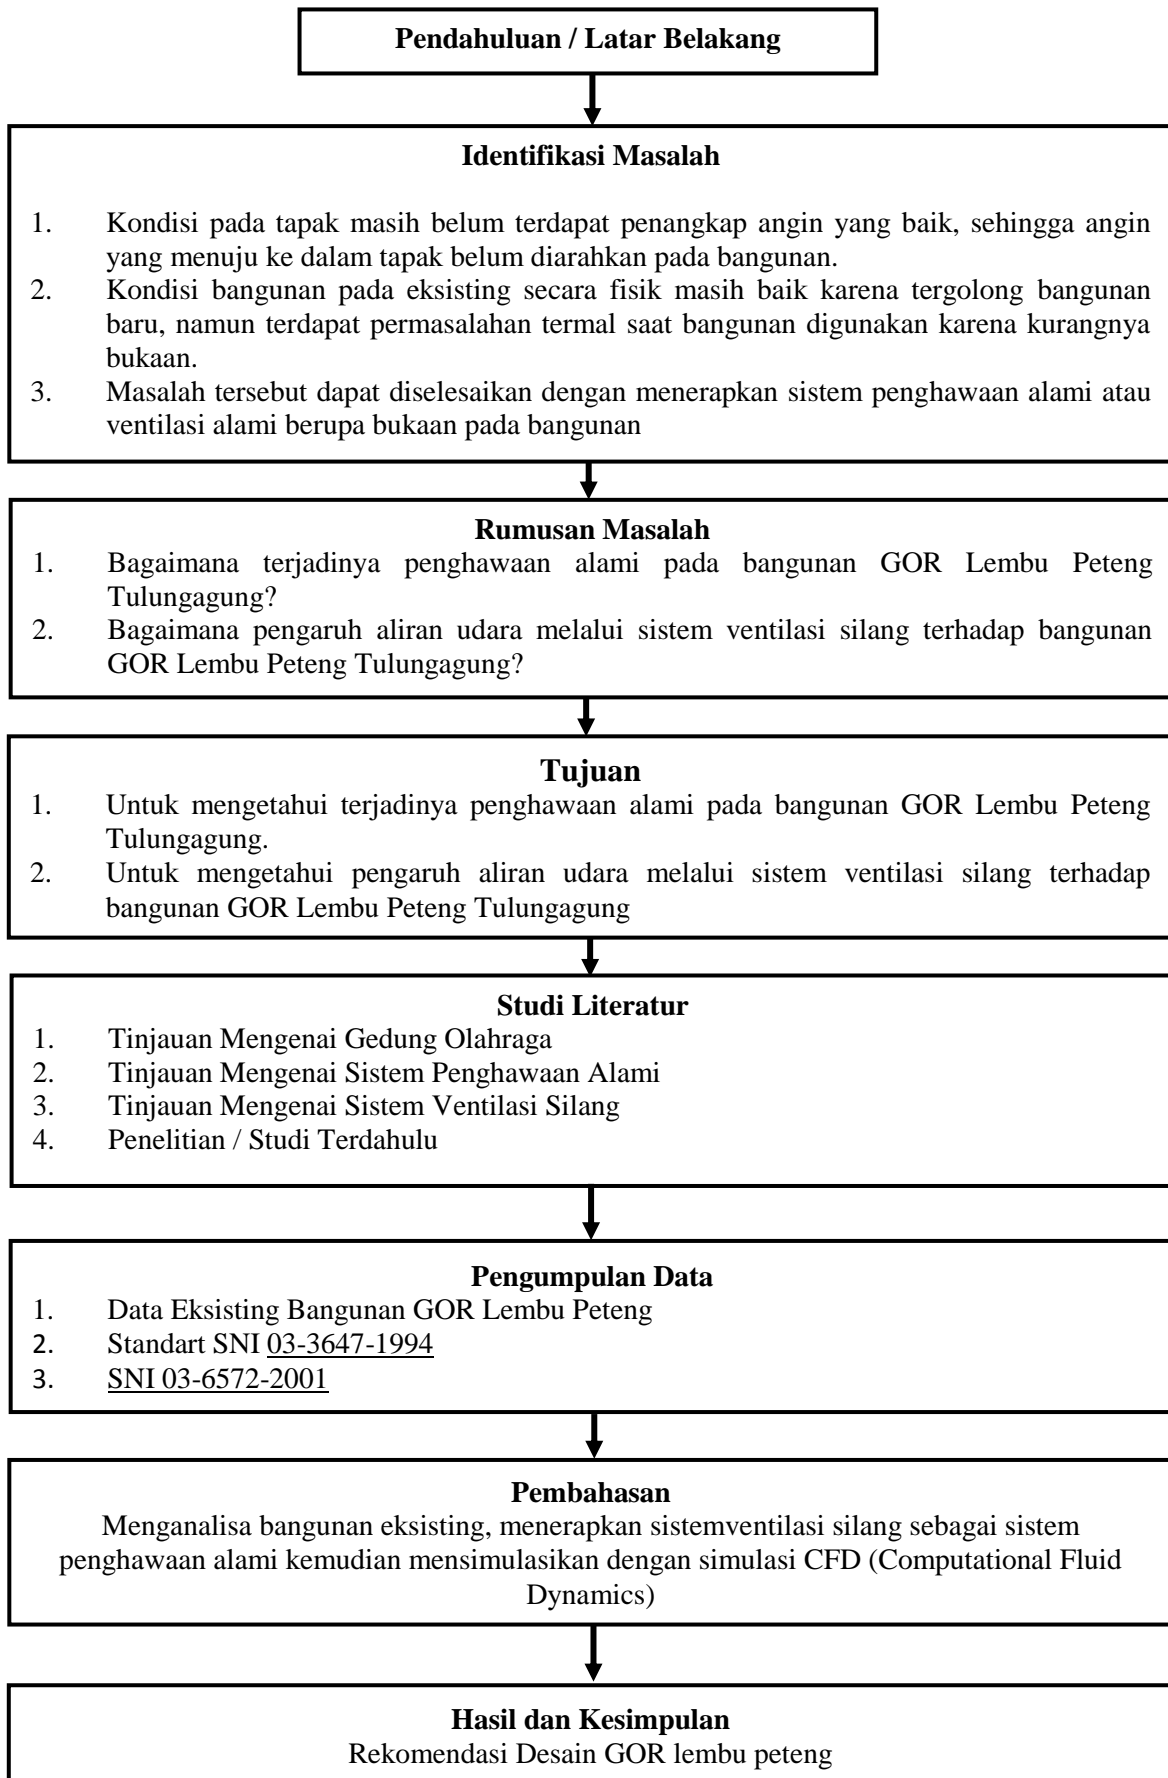 Pendahuluan / Latar Belakang
Identifikasi Masalah
1. Kondisi pada tapak masih belum terdapat penangkap angin yang baik, sehingga angin
yang menuju ke dalam tapak belum diarahkan pada bangunan.
2. Kondisi bangunan pada eksisting secara fisik masih baik karena tergolong bangunan
baru, namun terdapat permasalahan termal saat bangunan digunakan karena kurangnya
bukaan.
3. Masalah tersebut dapat diselesaikan dengan menerapkan sistem penghawaan alami atau
ventilasi alami berupa bukaan pada bangunan
Rumusan Masalah
1. Bagaimana terjadinya penghawaan alami pada bangunan GOR Lembu Peteng
Tulungagung?
2. Bagaimana pengaruh aliran udara melalui sistem ventilasi silang terhadap bangunan
GOR Lembu Peteng Tulungagung?
Tujuan
1. Untuk mengetahui terjadinya penghawaan alami pada bangunan GOR Lembu Peteng
Tulungagung.
2. Untuk mengetahui pengaruh aliran udara melalui sistem ventilasi silang terhadap
bangunan GOR Lembu Peteng Tulungagung
Studi Literatur
1. Tinjauan Mengenai Gedung Olahraga
2. Tinjauan Mengenai Sistem Penghawaan Alami
3. Tinjauan Mengenai Sistem Ventilasi Silang
4. Penelitian / Studi Terdahulu
Pengumpulan Data
1. Data Eksisting Bangunan GOR Lembu Peteng
2. Standart SNI 03-3647-1994
3. SNI 03-6572-2001
Pembahasan
Menganalisa bangunan eksisting, menerapkan sistemventilasi silang sebagai sistem
penghawaan alami kemudian mensimulasikan dengan simulasi CFD (Computational Fluid
Dynamics)
Hasil dan Kesimpulan
Rekomendasi Desain GOR lembu peteng